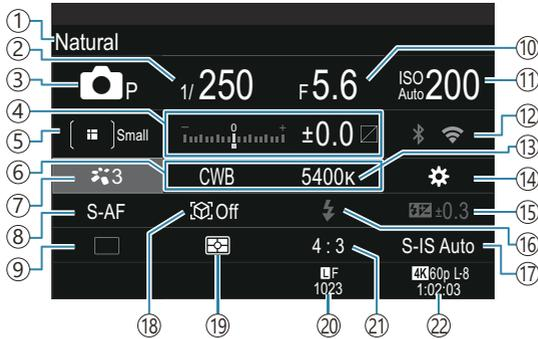 ① Natural
② ⑩
③ P 1/250 F5.6 ISO Auto 200 ⑪
④ - 0 + ±0.0 ⑫
⑤ Small
⑬
⑥ CWB 5400K
⑦ 3 ⑭
⑧ S-AF Off ±0.3 ⑮
⑯
⑨ 4:3 S-IS Auto ⑰
LF 4K 60p L-8
1023 1:02:03
⑱ ⑲ ⑳ ㉑ ㉒